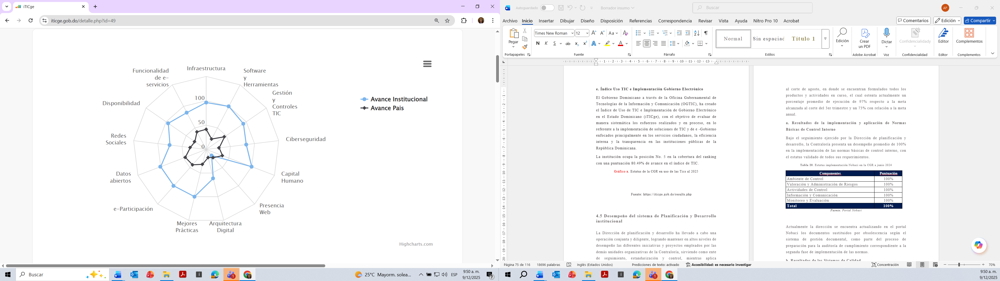 iTICge
iticge.gob.do/detalle.php?id=49
Infraestructura
Software
y
Herramientas
Gestión
y
Controles
TIC
Ciberseguridad
Capital
Humano
Presencia
Web
Arquitectura
Digital
Mejores
Prácticas
e-Participación
Datos
abiertos
Redes
Sociales
Disponibilidad
Funcionalidad
de e-
servicios
100
50
0
Avance Institucional
Avance Pais
Highcharts.com
Autoguardado
Borrador insumo
Buscar
AP
Archivo Inicio Insertar Dibujar Diseño Disposición Referencias Correspondencia Revisar Vista Ayuda Nitro Pro 10 Acrobat
Comentarios Edición Compartir
Pegar
Times New Roman 12
Normal Sin espaciad Título 1
Edición
Crear
un PDF
Dictar
Confidencialidady
Editor
Complementos
Portapapeles Fuente Párrafo Estilos Adobe Acrobat Voz Confidencialidad Editor Complementos
e. Índice Uso TIC e Implementación Gobierno Electrónico
El Gobierno Dominicano a través de la Oficina Gubernamental de
Tecnologías de la Información y Comunicación (OGTIC), ha creado
el Índice de Uso de TIC e Implementación de Gobierno Electrónico
en el Estado Dominicano (iTICge), con el objetivo de evaluar de
manera sistemática los esfuerzos realizados y en proceso, en lo
referente a la implementación de soluciones de TIC y de e -Gobierno
enfocados principalmente en los servicios ciudadanos, la eficiencia
interna y la transparencia en las instituciones públicas de la
República Dominicana.
La institución ocupa la posición No. 5 en la cobertura del ranking
con una puntuación 80.49% de avance en el índice de TIC.
Gráfico x. Estatus de la CGR en uso de las Tics al 2025
Fuente: https://iticge.gob.do/results.php
4.5 Desempeño del sistema de Planificación y Desarrollo
institucional
La Dirección de planificación y desarrollo ha llevado a cabo una
operación conjunta y diligente, logrando mantener en altos niveles de
desempeño las diferentes iniciativas y proyectos empleados por las
demás unidades organizativas de la Contraloría, sirviendo como ente
de seguimiento, estandarización y control, mientras aplica
al corte de agosto, en donde se encuentran formulados todos los
productos y actividades en curso, el cual ostenta actualmente un
porcentaje promedio de ejecución de 97% respecto a la meta
alcanzada al corte del 3er trimestre y un 73% con relación a la meta
anual.
a. Resultados de la implementación y aplicación de Normas
Básicas de Control Interno
Bajo el seguimiento ejercido por la Dirección de planificación y
desarrollo, la Contraloría presenta un desempeño promedio de 100%
en la implementación de las normas básicas de control interno, con
el estatus validado de todos sus requerimientos.
Tabla 20. Estatus implementación Nobaci en la CGR a junio 2024
Componentes Puntuación
Ambiente de Control 100%
Valoración y Administración de Riesgos 100%
Actividades de Control 100%
Información y Comunicación 100%
Monitoreo y Evaluación 100%
Total 100%
Fuente. Portal Nobaci
Actualmente la dirección se encuentra actualizando en el portal
Nobaci los documentos sustituidos por obsolescencia según el
sistema de gestión documental, como parte del proceso de
preparación para la auditoría de cumplimiento correspondiente a la
segunda fase de implementación de las normas.
b. Resultados de los Sistemas de Calidad
Página 75 de 116 18696 palabras Inglés (Estados Unidos) Predicciones de texto: activado Accesibilidad: es necesario investigar Concentración 70%
Buscar
25°C Mayorm. solea...
ESP
9:50 a. m.
9/12/2025
7
9:50 a. m.
9/12/2025